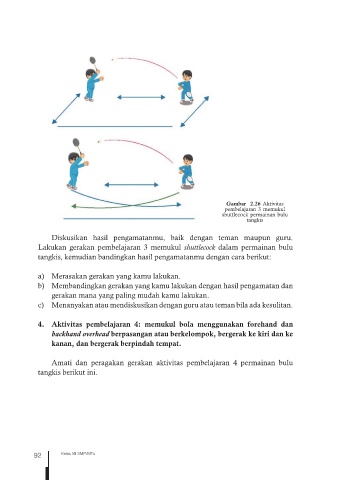 Gambar 2.26 Aktivitas
pembelajaran 3 memukul
shuttlecock permainan bulu
tangkis
Diskusikan hasil pengamatanmu, baik dengan teman maupun guru.
Lakukan gerakan pembelajaran 3 memukul shuttlecock dalam permainan bulu
tangkis, kemudian bandingkan hasil pengamatanmu dengan cara berikut:
a) Merasakan gerakan yang kamu lakukan.
b) Membandingkan gerakan yang kamu lakukan dengan hasil pengamatan dan
gerakan mana yang paling mudah kamu lakukan.
c) Menanyakan atau mendiskusikan dengan guru atau teman bila ada kesulitan.
4. Aktivitas pembelajaran 4: memukul bola menggunakan forehand dan
backhand overhead berpasangan atau berkelompok, bergerak ke kiri dan ke
kanan, dan bergerak berpindah tempat.
Amati dan peragakan gerakan aktivitas pembelajaran 4 permainan bulu
tangkis berikut ini.
92
Kelas VII SMP/MTs